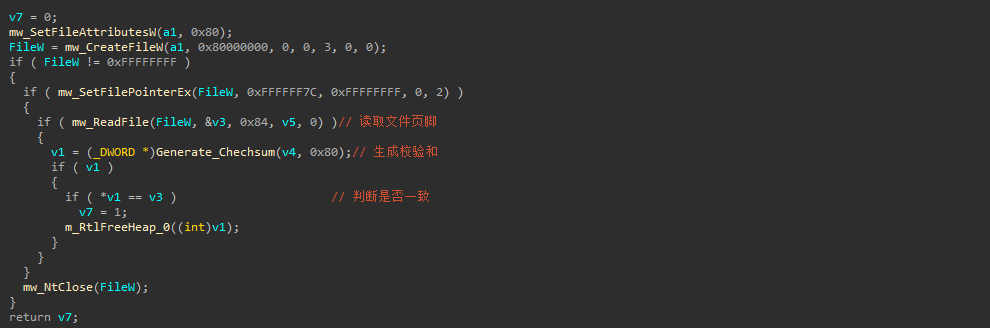 v7 = 0;
mw_SetFileAttributesW(a1, 0x80);
FileW = mw_CreateFileW(a1, 0x80000000, 0, 0, 3, 0, 0);
if ( FileW != 0xFFFFFFFF )
{
  if ( mw_SetFilePointerEx(FileW, 0xFFFFFF7C, 0xFFFFFFFF, 0, 2) )
  {
    if ( mw_ReadFile(FileW, &v3, 0x84, v5, 0) )// 读取文件页脚
    {
      v1 = (_DWORD *)Generate_Chechsum(v4, 0x80);// 生成校验和
      if ( v1 )
      {
        if ( *v1 == v3 )                      // 判断是否一致
          v7 = 1;
        m_RtlFreeHeap_0((int)v1);
      }
    }
  }
  mw_NtClose(FileW);
}
return v7;